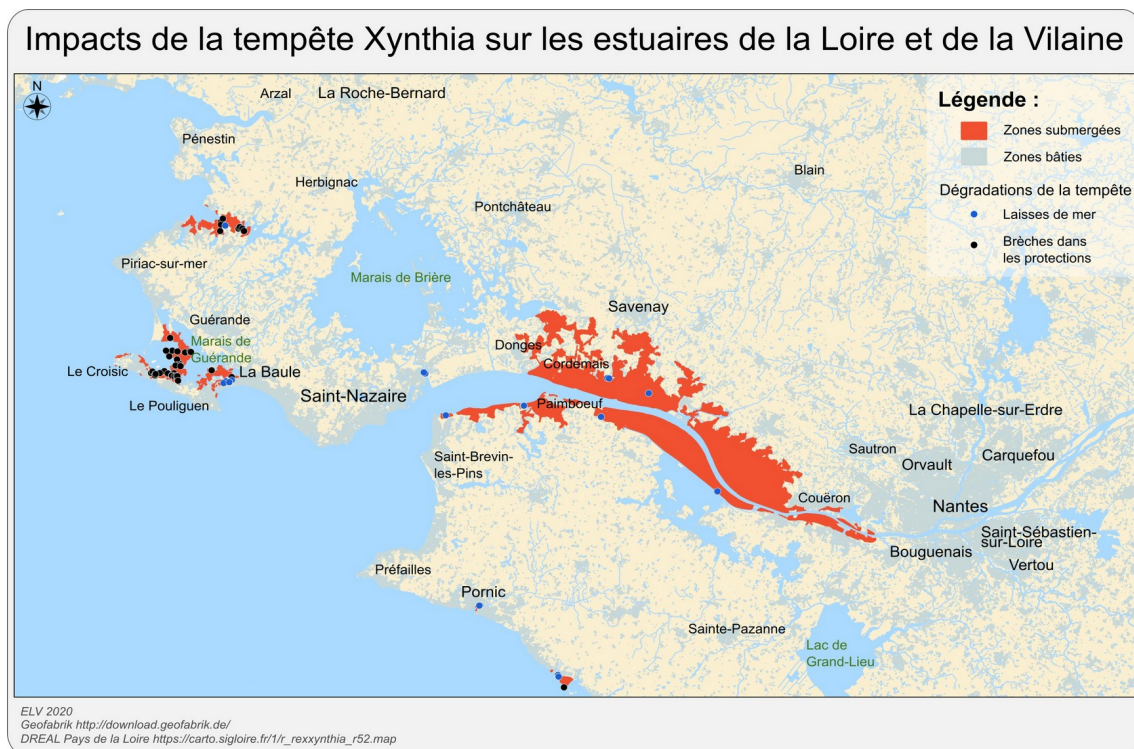 Impacts de la tempête Xynthia sur les estuaires de la Loire et de la Vilaine
N
Arzal
La Roche-Bernard
Légende :
Zones submergées
Zones bâties
Dégradations de la tempête
Laisses de mer
Brèches dans
les protections
Pénestin
Blain
Herbignac
Pontchâteau
Piriac-sur-mer
Marais de Brière
Savenay
Guérande
Marais de
Guérande
Donges
Cordemais
Le Croisic
La Baule
Saint-Nazaire
Le Pouliguen
Paimboeuf
La Chapelle-sur-Erdre
Sautron
Orvault
Carquefou
Saint-Brevin-
les-Pins
Couëron
Nantes
Saint-Sébastien-
sur-Loire
Bouguenais
Vertou
Préfailles
Pornic
Sainte-Pazanne
Lac de
Grand-Lieu
ELV 2020
Geofabrik http://download.geofabrik.de/
DREAL Pays de la Loire https://carto.sigloire.fr/1/r_rexxynthia_r52.map